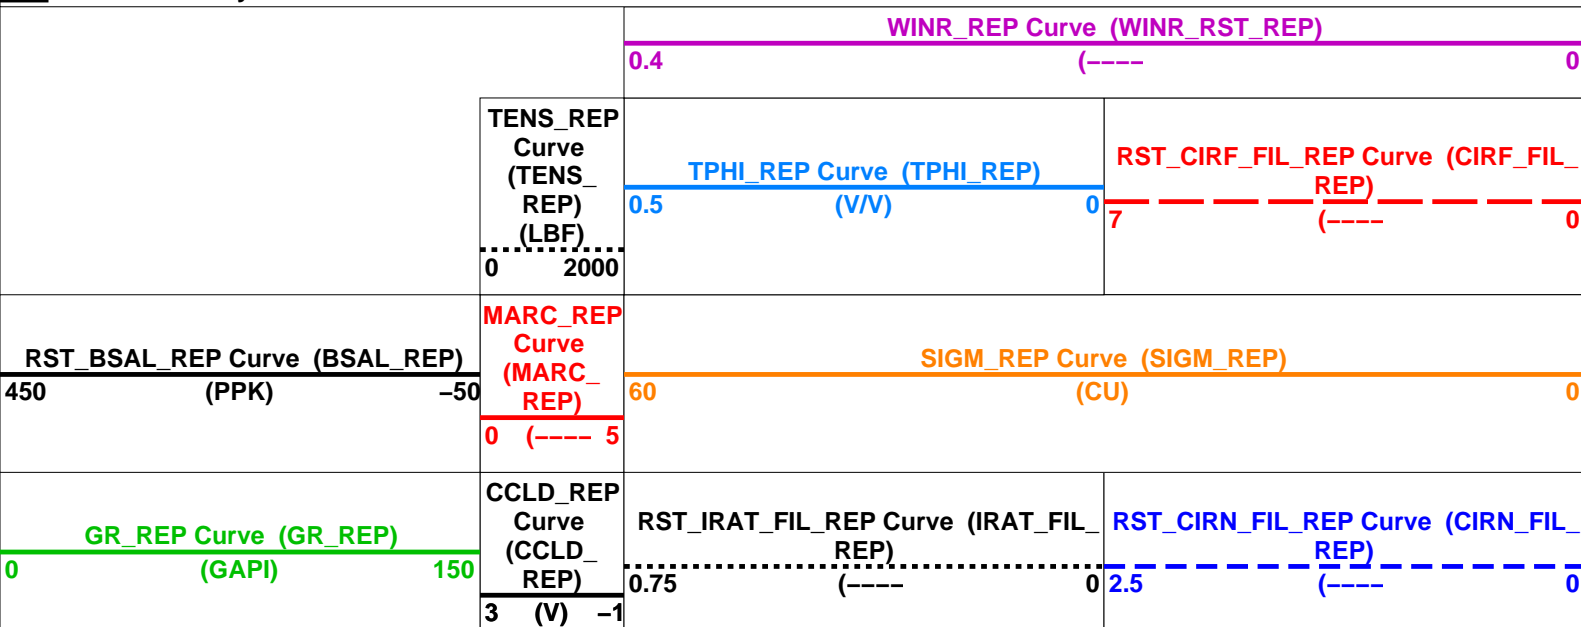 WINR_REP Curve (WINR_RST_REP)
0.4 (---- 0
TENS_REP
Curve
(TENS_
REP)
(LBF)
0 2000
TPHI_REP Curve (TPHI_REP)
0.5 (V/V) 0
RST_CIRF_FIL_REP Curve (CIRF_FIL_
REP)
7 (---- 0
RST_BSAL_REP Curve (BSAL_REP)
450 (PPK) -50
MARC_REP
Curve
(MARC_
REP)
0 (---- 5
SIGM_REP Curve (SIGM_REP)
60 (CU) 0
GR_REP Curve (GR_REP)
0 (GAPI) 150
CCLD_REP
Curve
(CCLD_
REP)
3 (V) -1
RST_IRAT_FIL_REP Curve (IRAT_FIL_
REP)
0.75 (---- 0
RST_CIRN_FIL_REP Curve (CIRN_FIL_
REP)
2.5 (---- 0